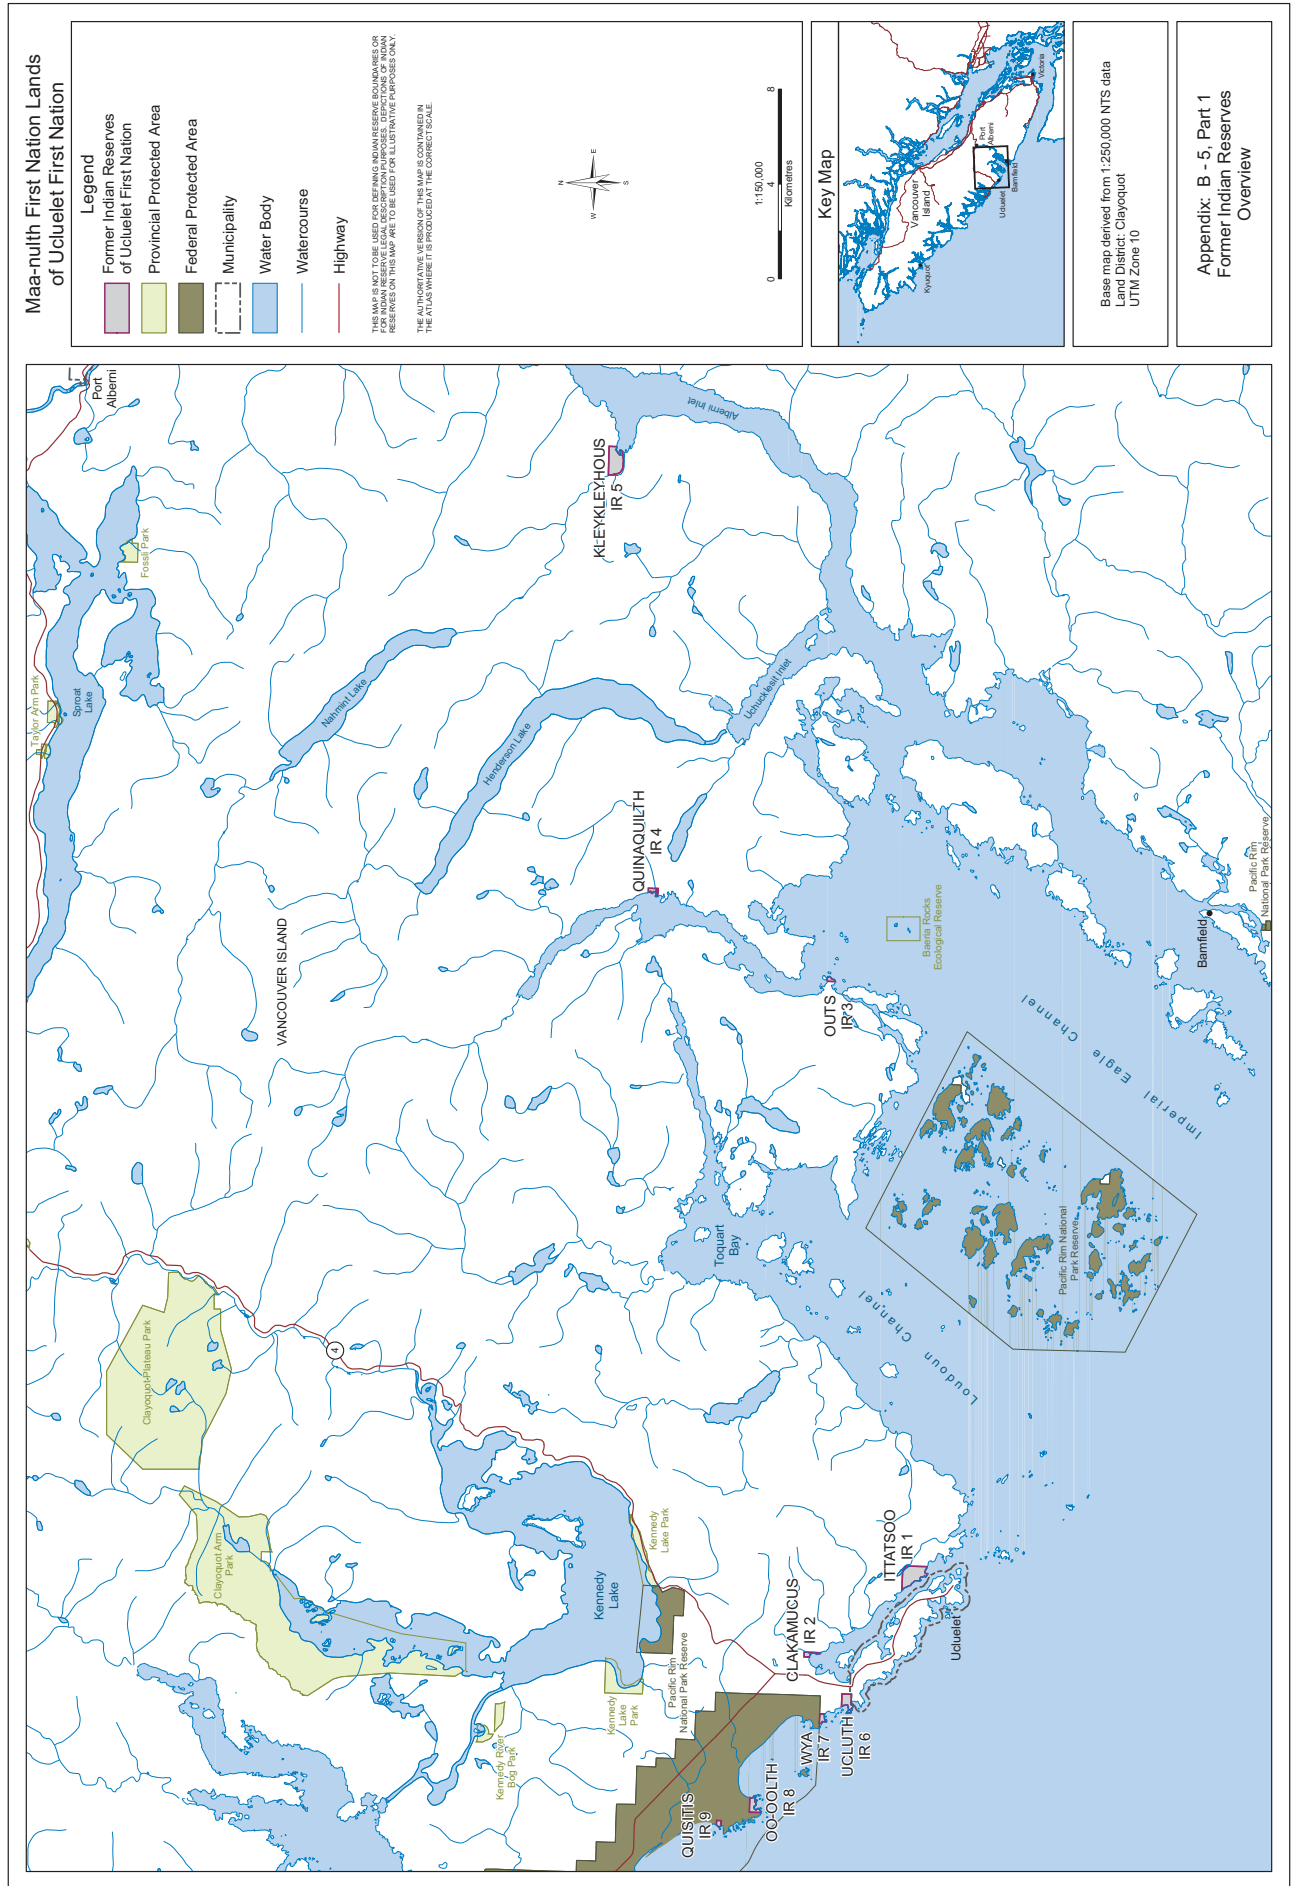 Maa-nulth First Nation Lands
of Ucluelet First Nation
Legend
Former Indian Reserves
of Ucluelet First Nation
Provincial Protected Area
Federal Protected Area
Municipality
Water Body
Watercourse
Highway
THIS MAP IS NOT TO BE USED FOR DEFINING INDIAN RESERVE BOUNDARIES OR
FOR INDIAN RESERVE LEGAL DESCRIPTION PURPOSES. DEPICTIONS OF INDIAN
RESERVES ON THIS MAP ARE TO BE USED FOR ILLUSTRATIVE PURPOSES ONLY.
THE AUTHORITATIVE VERSION OF THIS MAP IS CONTAINED IN
THE ATLAS WHERE IT IS PRODUCED AT THE CORRECT SCALE.
N
W
E
S
1:150,000
0
4
8
Kilometres
Key Map
Vancouver
Island
Kyuquot
Port
Alberni
Ucluelet
Bamfield
Victoria
Base map derived from 1:250,000 NTS data
Land District: Clayoquot
UTM Zone 10
Appendix: B - 5, Part 1
Former Indian Reserves
Overview
Port
Alberni
Fossli Park
Taylor Arm Park
Sproat
Lake
Nahmint Lake
Henderson Lake
Uchucklesit Inlet
Alberni Inlet
KLEYKLEYHOUS
IR 5
QUINAQUILTH
IR 4
VANCOUVER ISLAND
OUTS
IR 3
Baeria Rocks
Ecological Reserve
Bamfield
Pacific Rim
National Park Reserve
Imperial Eagle Channel
Pacific Rim National
Park Reserve
Toquart
Bay
Loudoun Channel
Clayoquot Plateau Park
4
Clayoquot Arm
Park
Kennedy
Lake
Kennedy
Lake Park
Kennedy
Lake
Park
Pacific Rim
National Park Reserve
Kennedy River
Bog Park
ITTATSOO
IR 1
CLAKAMUCUS
IR 2
Ucluelet
UCLUTH
IR 6
WYA
IR 7
OO-OOLTH
IR 8
QUISITIS
IR 9